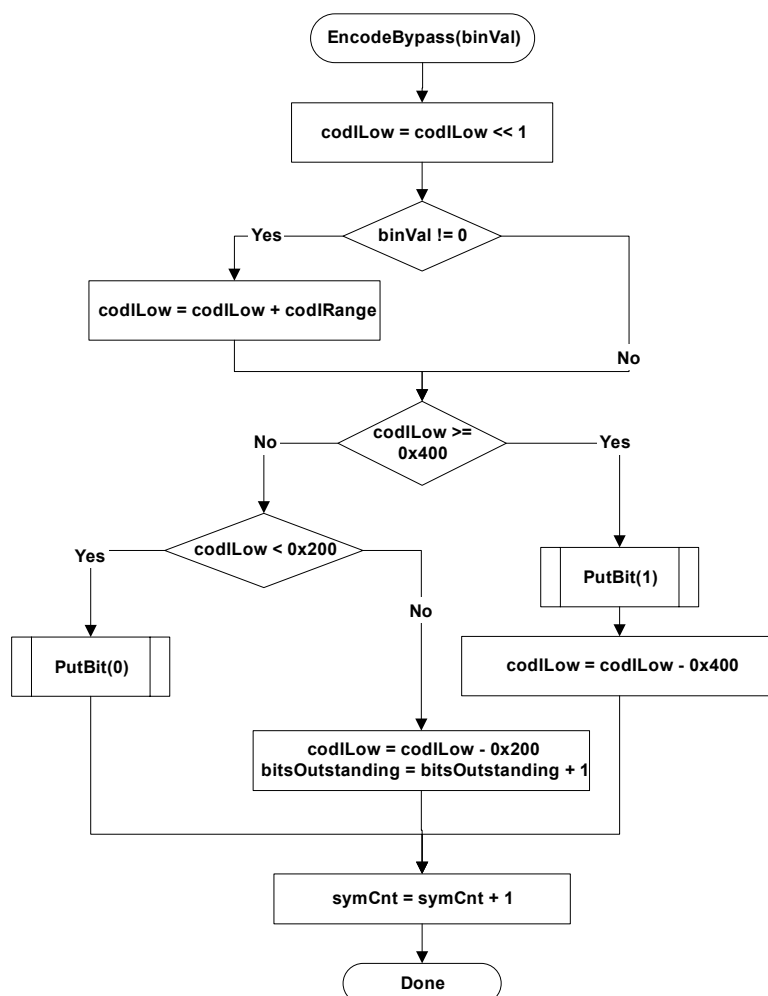 EncodeBypass(binVal)
codILow = codILow << 1
Yes
binVal != 0
codILow = codILow + codIRange
No
No
codILow >=
0x400
Yes
Yes
codILow < 0x200
No
PutBit(1)
PutBit(0)
codILow = codILow - 0x400
codILow = codILow - 0x200
bitsOutstanding = bitsOutstanding + 1
symCnt = symCnt + 1
Done